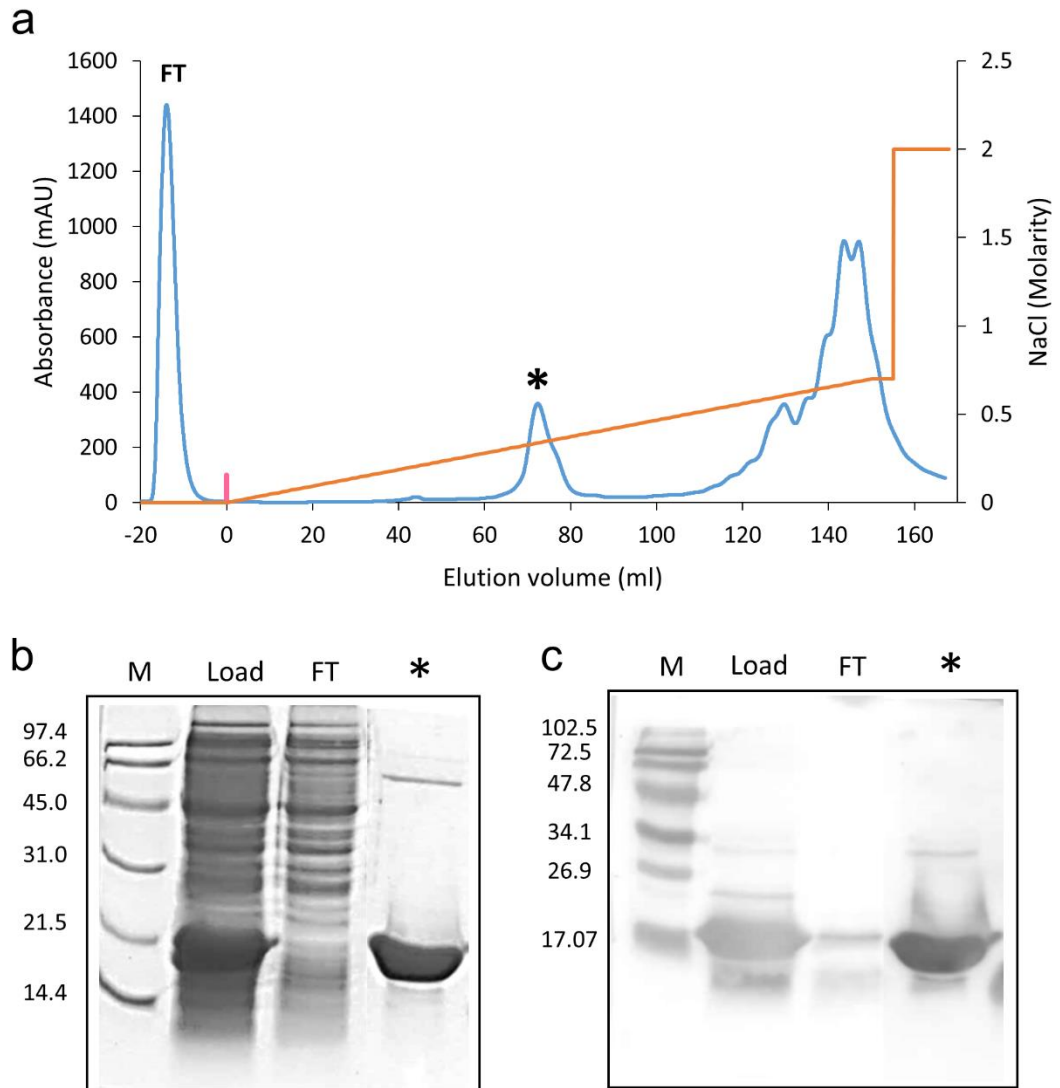 a
FT
*
1600
1400
1200
1000
800
600
400
200
0
Absorbance (mAU)
2.5
2
1.5
1
0.5
0
NaCl (Molarity)
-20 0 20 40 60 80 100 120 140 160
Elution volume (ml)
b
M Load FT *
97.4
66.2
45.0
31.0
21.5
14.4
c
M Load FT *
102.5
72.5
47.8
34.1
26.9
17.07